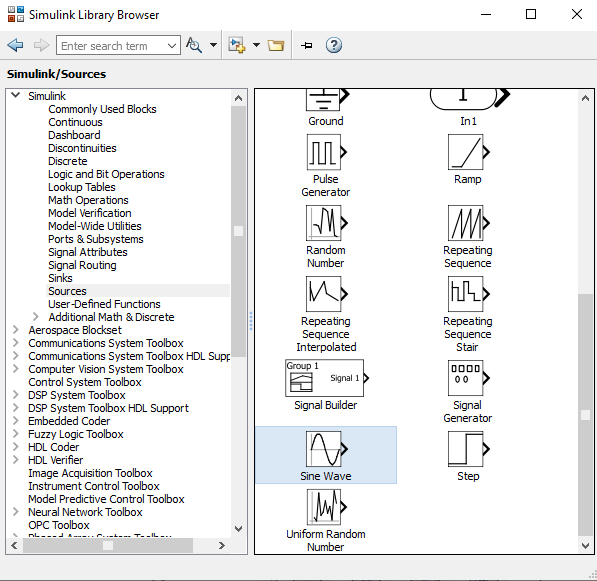 Simulink Library Browser
Enter search term
Simulink/Sources
Simulink
Commonly Used Blocks
Continuous
Dashboard
Discontinuities
Discrete
Logic and Bit Operations
Lookup Tables
Math Operations
Model Verification
Model-Wide Utilities
Ports & Subsystems
Signal Attributes
Signal Routing
Sinks
Sources
User-Defined Functions
Additional Math & Discrete
Aerospace Blockset
Communications System Toolbox
Communications System Toolbox HDL Supp
Computer Vision System Toolbox
Control System Toolbox
DSP System Toolbox
DSP System Toolbox HDL Support
Embedded Coder
Fuzzy Logic Toolbox
HDL Coder
HDL Verifier
Image Acquisition Toolbox
Instrument Control Toolbox
Model Predictive Control Toolbox
Neural Network Toolbox
OPC Toolbox
Phased Array System Toolbox
Ground
1
In1
Pulse
Generator
Ramp
Random
Number
Repeating
Sequence
Repeating
Sequence
Interpolated
Repeating
Sequence
Stair
Group 1
Signal 1
Signal Builder
Signal
Generator
Sine Wave
Step
Uniform Random
Number